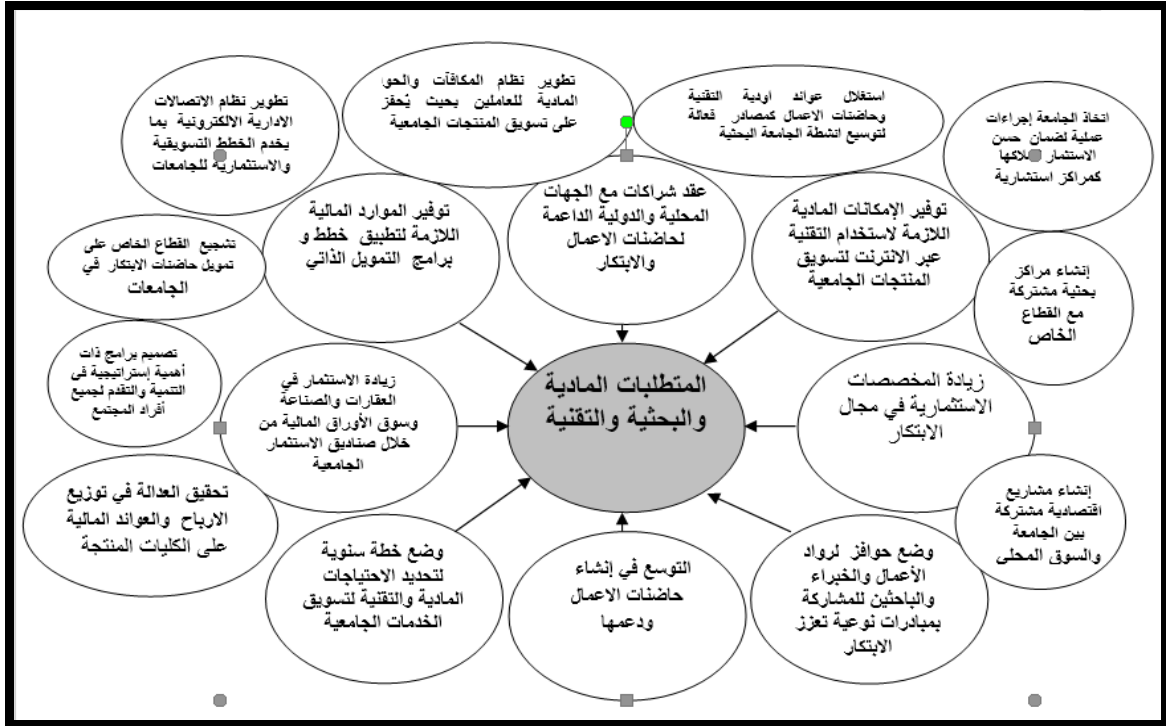 تطوير نظام المكافآت والحو
المادية للعاملين بحيث يُحفز
على تسويق المنتجات الجامعية
استغلال عوائد اودية التقنية
وحاضنات الاعمال كمصادر فعالة
لتوسيع انشطة الجامعة البحثية
اتخاذ الجامعة إجراءات
عملية لضمان حسن
الاستثمار
كمراكز استشارية
تطوير نظام الاتصالات
الادارية الالكترونية بما
يخدم الخطط التسويقية
والاستثمارية للجامعات
توفير الإمكانات المادية
اللازمة لاستخدام التقنية
عبر الانترنت لتسويق
المنتجات الجامعية
عقد شراكات مع الجهات
المحلية والدولية الداعمة
لحاضنات الاعمال
والابتكار
توفير الموارد المالية
اللازمة لتطبيق خطط و
برامج التمويل الذاتي
تشجيع القطاع الخاص على
تمويل حاضنات الابتكار في
الجامعات
إنشاء مراكز
بحثية مشتركة
مع القطاع
الخاص
تصميم برامج ذات
أهمية إستراتيجية في
التنمية والتقدم لجميع
أفراد المجتمع
زيادة المخصصات
الاستثمارية في مجال
الابتكار
المتطلبات المادية
والبحثية والتقنية
زيادة الاستثمار في
العقارات والصناعة
وسوق الأوراق المالية من
خلال صناديق الاستثمار
الجامعية
تحقيق العدالة في توزيع
الارباح والعوائد المالية
على الكليات المنتجة
إنشاء مشاريع
اقتصادية مشتركة
بين الجامعة
والسوق المحلى
وضع حوافز لرواد
الأعمال والخبراء
والباحثين للمشاركة
بمبادرات نوعية تعزز
الابتكار
التوسع في إنشاء
حاضنات الاعمال
ودعمها
وضع خطة سنوية
لتحديد الاحتياجات
المادية والتقنية لتسويق
الخدمات الجامعية